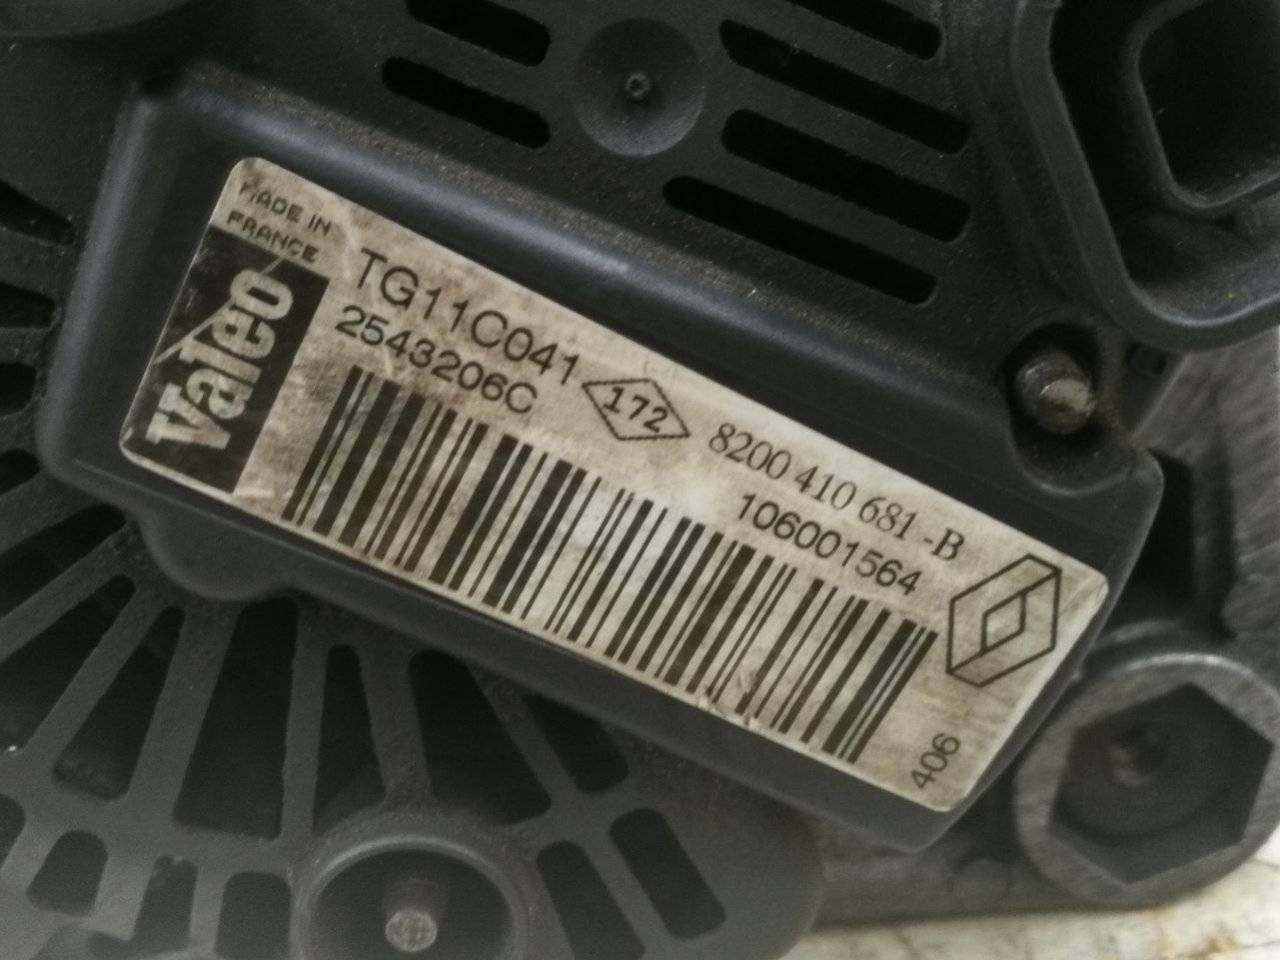 MADE IN
FRANCE
Valeo
TG11C041
2543206C
172
8200 410 681 -B
106001564
406